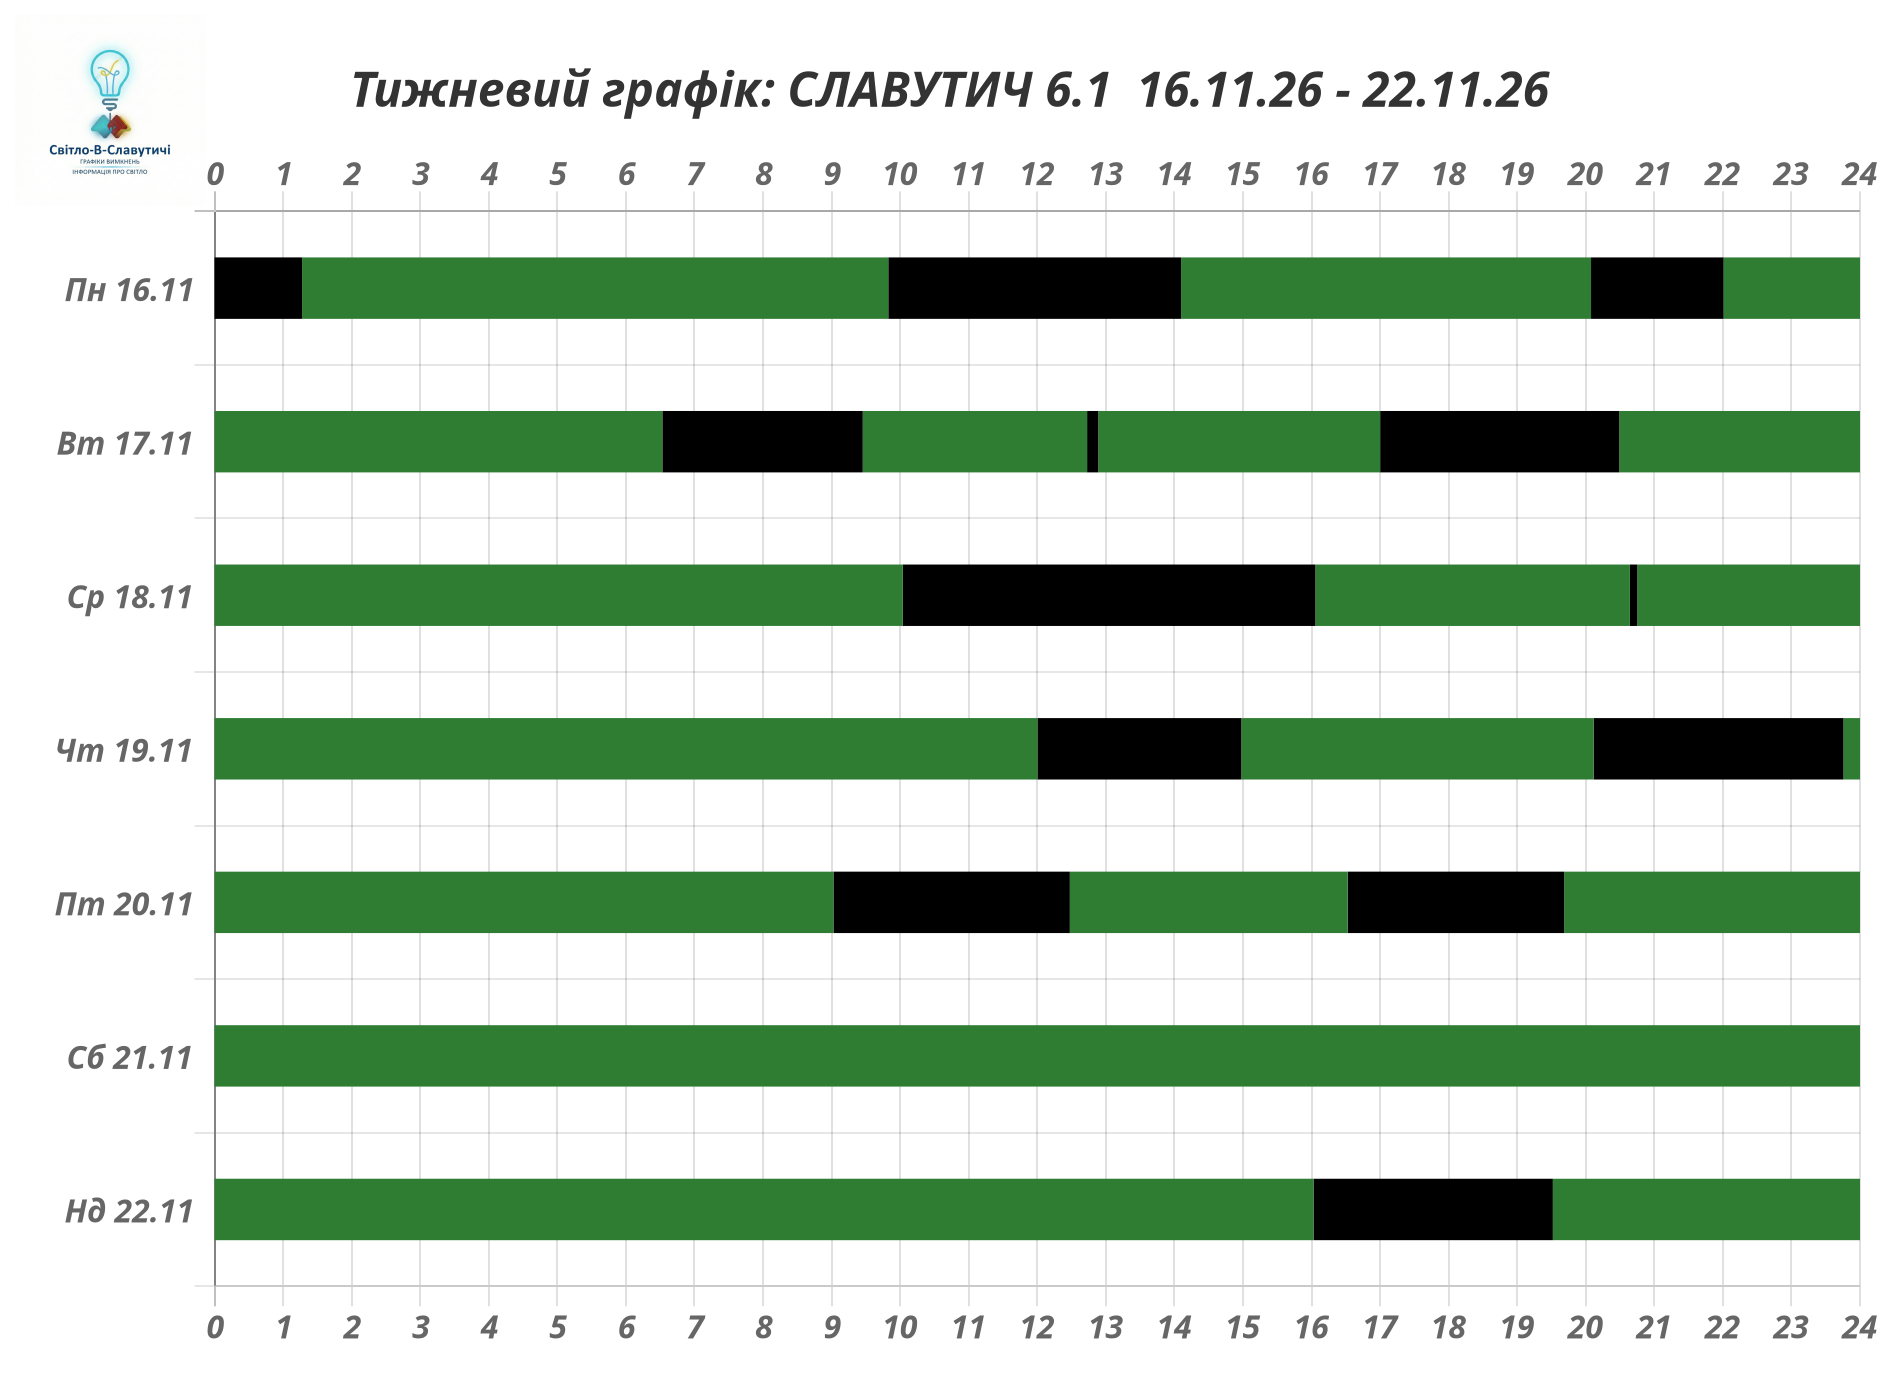 Тижневий графік: СЛАВУТИЧ 6.1 16.11.26 - 22.11.26
Світло-В-Славутичі
ГРАФІКИ ВИМКНЕНЬ
ІНФОРМАЦІЯ ПРО СВІТЛО
0 1 2 3 4 5 6 7 8 9 10 11 12 13 14 15 16 17 18 19 20 21 22 23 24
Пн 16.11
Вт 17.11
Ср 18.11
Чт 19.11
Пт 20.11
Сб 21.11
Нд 22.11
0 1 2 3 4 5 6 7 8 9 10 11 12 13 14 15 16 17 18 19 20 21 22 23 24